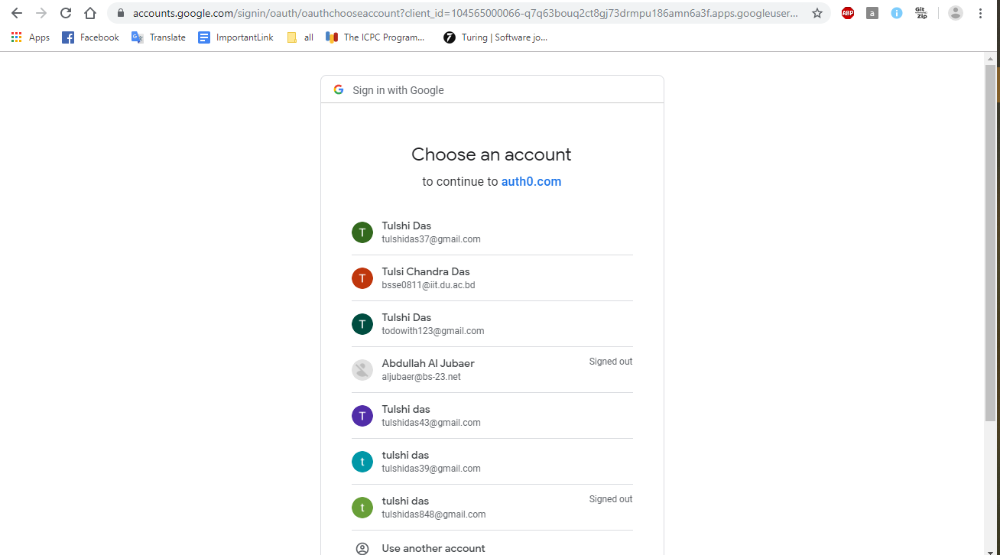 accounts.google.com/signin/oauth/oauthchooseaccount?client_id=104565000066-q7q63bouq2ct8gj73drmpu186amn6a3f.apps.googleuser...
ABP
a
i
Git
Zip
Apps
Facebook
Translate
ImportantLink
all
The ICPC Program...
Turing | Software jo...
G Sign in with Google
Choose an account
to continue to auth0.com
T
Tulshi Das
tulshidas37@gmail.com
T
Tulsi Chandra Das
bsse0811@iit.du.ac.bd
T
Tulshi Das
todowith123@gmail.com
Abdullah Al Jubaer
Signed out
aljubaer@bs-23.net
T
Tulshi das
tulshidas43@gmail.com
t
tulshi das
tulshidas39@gmail.com
t
tulshi das
Signed out
tulshidas848@gmail.com
Use another account